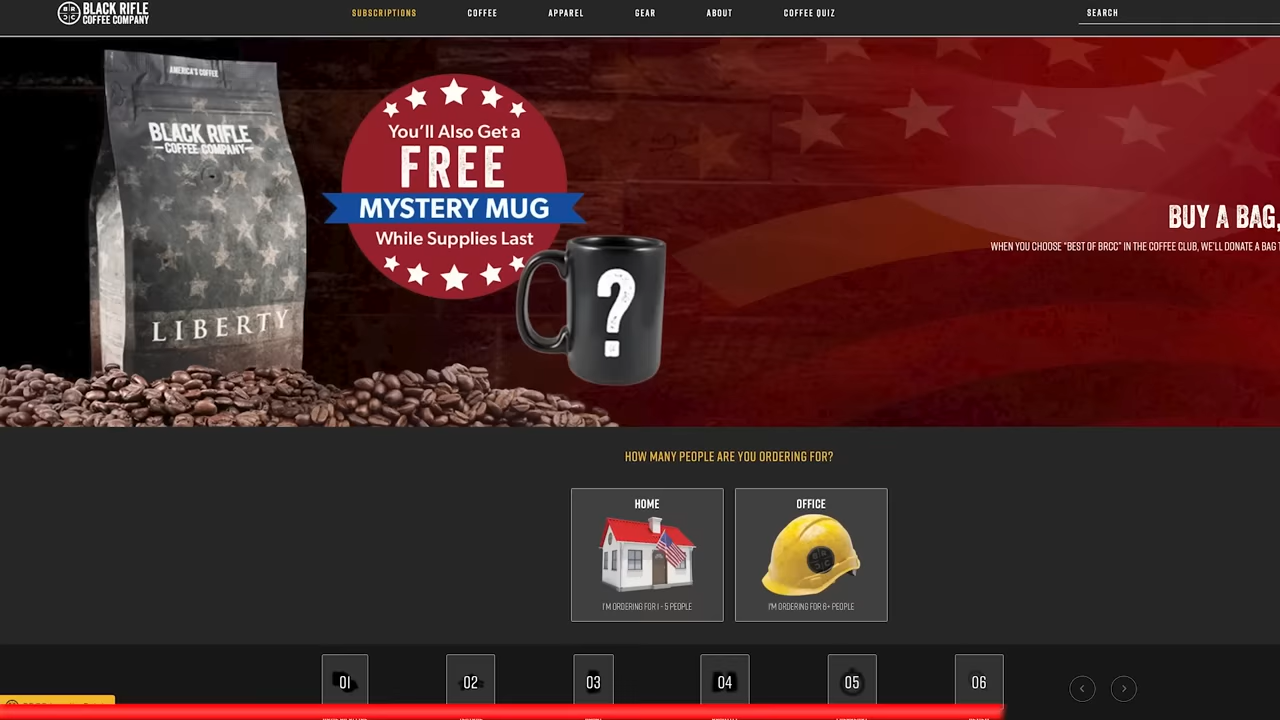 BLACK RIFLE
COFFEE COMPANY
SUBSCRIPTIONS
COFFEE
APPAREL
GEAR
ABOUT
COFFEE QUIZ
SEARCH
AMERICA'S COFFEE
BLACK RIFLE
COFFEE COMPANY
LIBERTY
You'll Also Get a
FREE
MYSTERY MUG
While Supplies Last
?
BUY A BAG,
WHEN YOU CHOOSE "BEST OF BRCC" IN THE COFFEE CLUB, WE'LL DONATE A BAG
HOW MANY PEOPLE ARE YOU ORDERING FOR?
HOME
I'M ORDERING FOR 1 - 5 PEOPLE
OFFICE
I'M ORDERING FOR 6+ PEOPLE
01
02
03
04
05
06